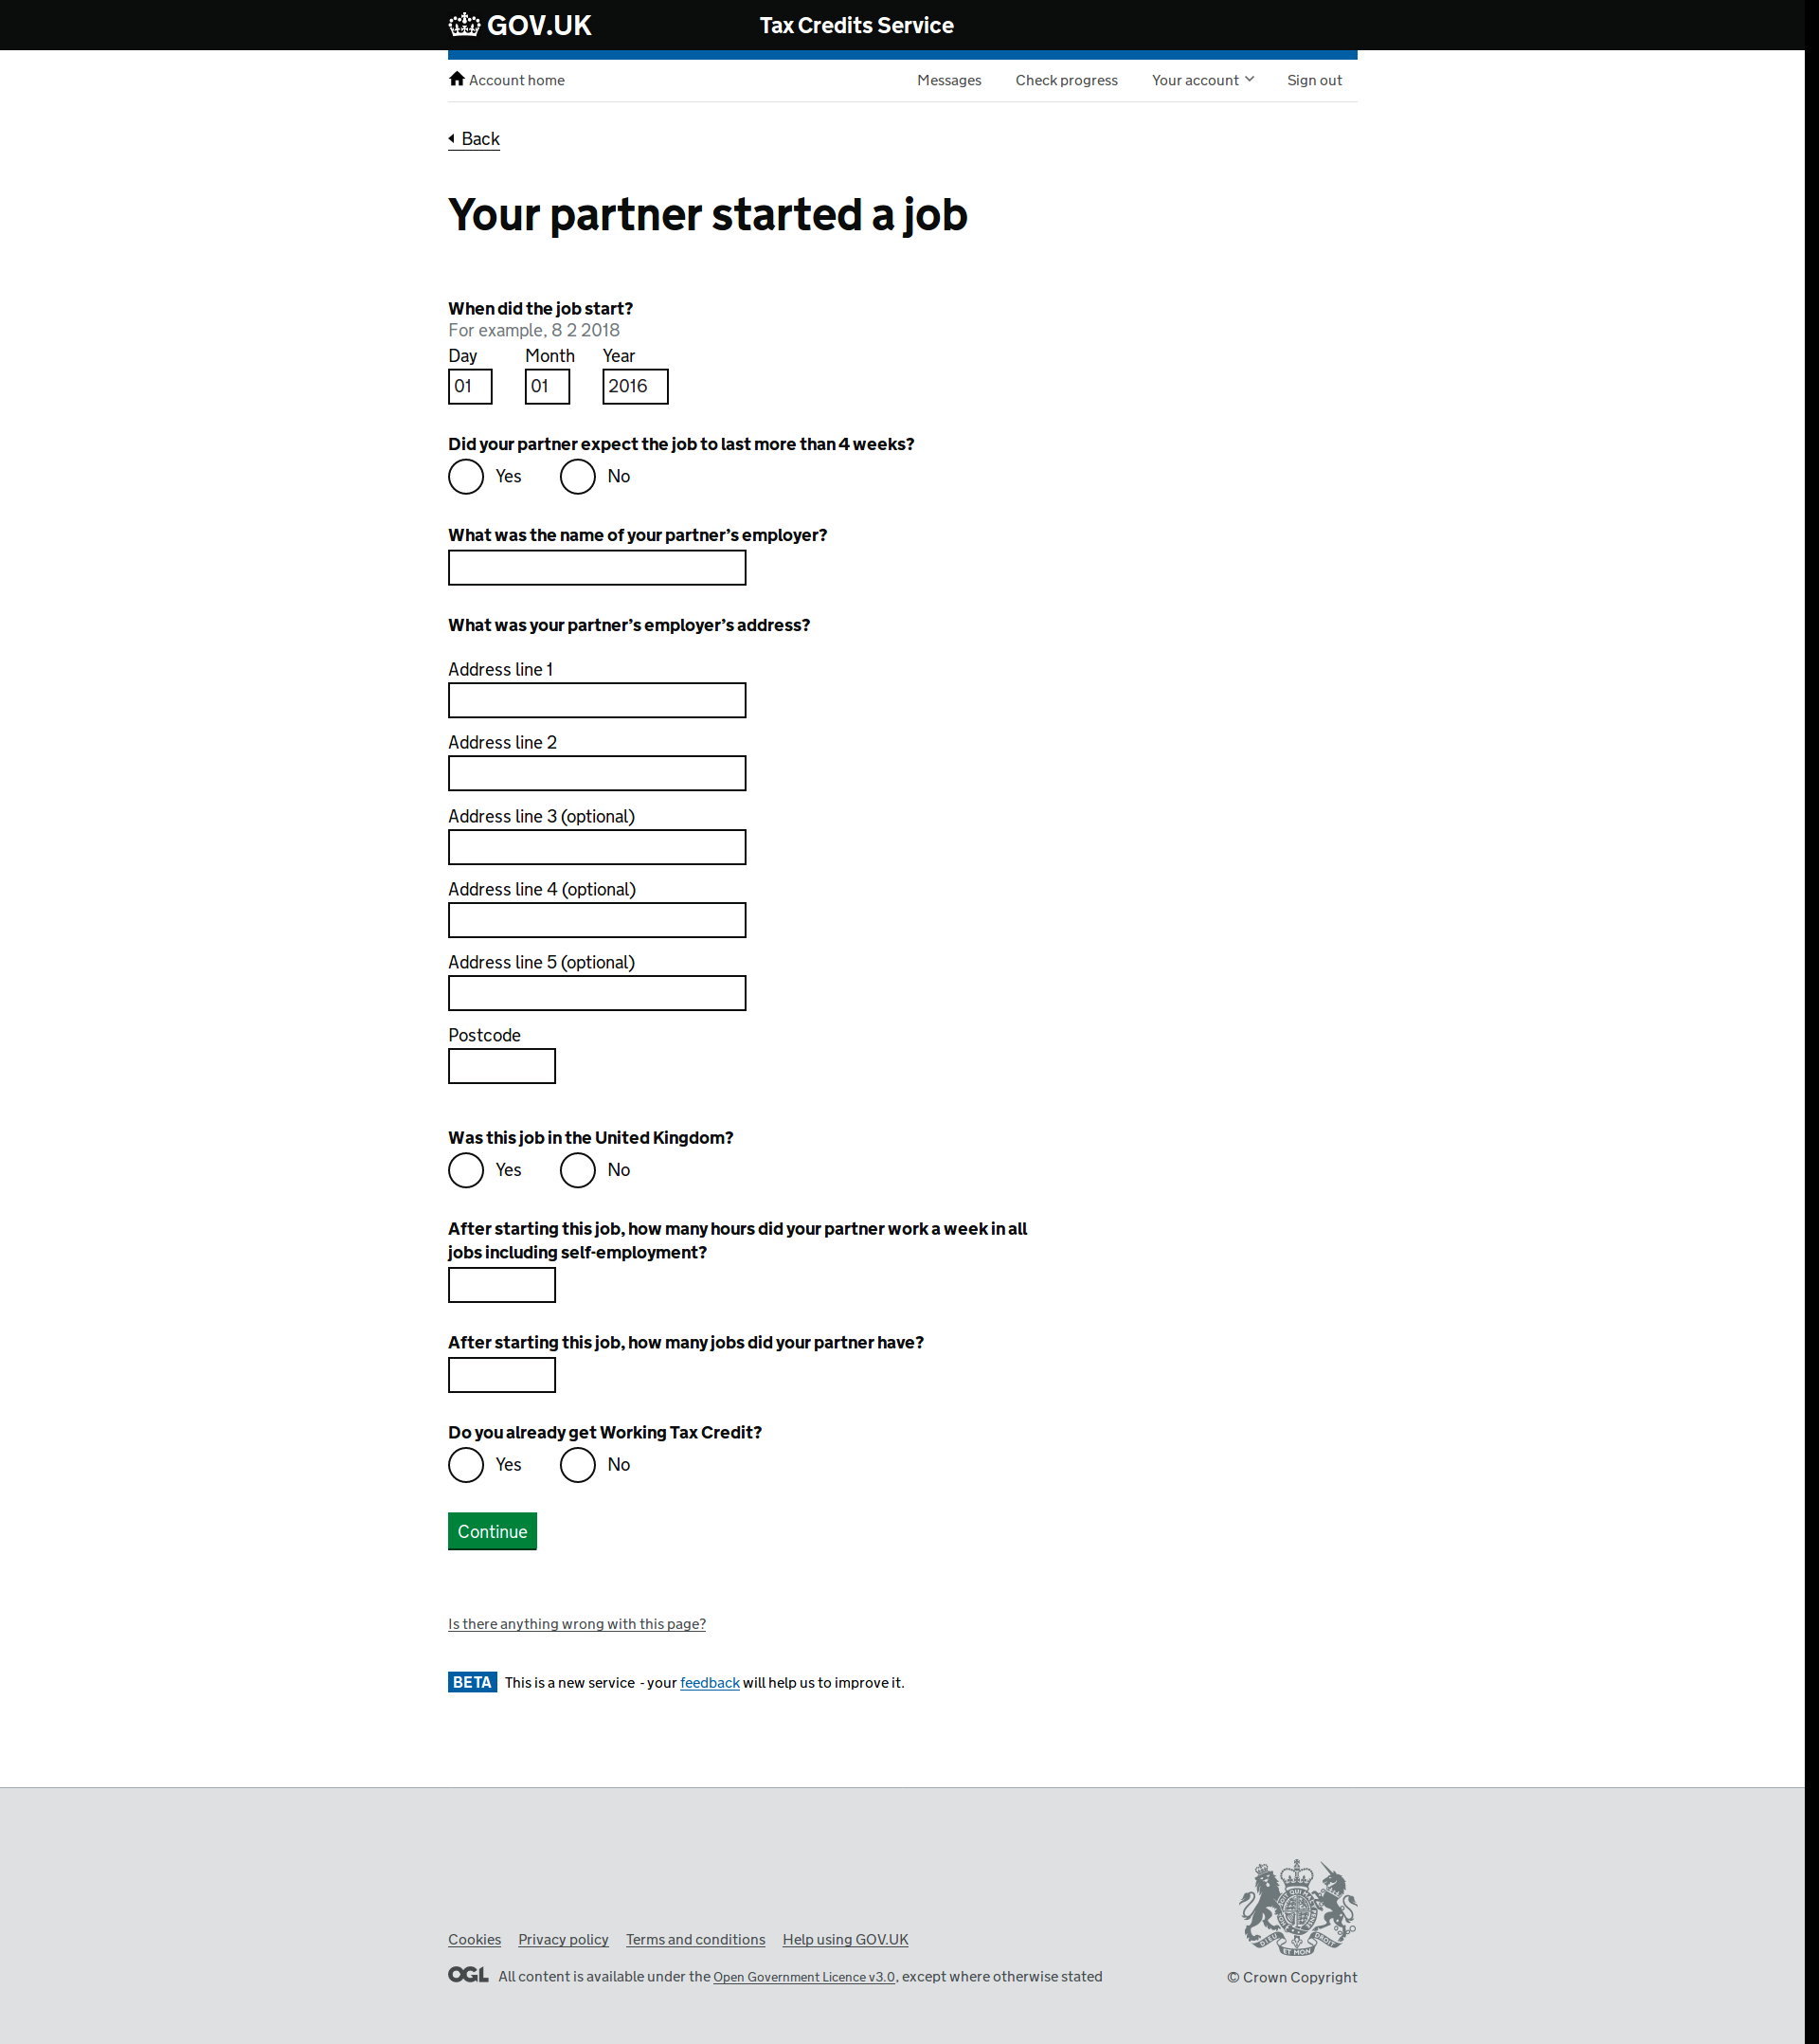 GOV.UK Tax Credits Service
Account home Messages Check progress Your account Sign out
Back
Your partner started a job
When did the job start?
For example, 8 2 2018
Day Month Year
01 01 2016
Did your partner expect the job to last more than 4 weeks?
Yes No
What was the name of your partner’s employer?
What was your partner’s employer’s address?
Address line 1
Address line 2
Address line 3 (optional)
Address line 4 (optional)
Address line 5 (optional)
Postcode
Was this job in the United Kingdom?
Yes No
After starting this job, how many hours did your partner work a week in all
jobs including self-employment?
After starting this job, how many jobs did your partner have?
Do you already get Working Tax Credit?
Yes No
Continue
Is there anything wrong with this page?
BETA This is a new service - your feedback will help us to improve it.
Cookies Privacy policy Terms and conditions Help using GOV.UK
OGL All content is available under the Open Government Licence v3.0, except where otherwise stated
DIEU ET MON DROIT
© Crown Copyright